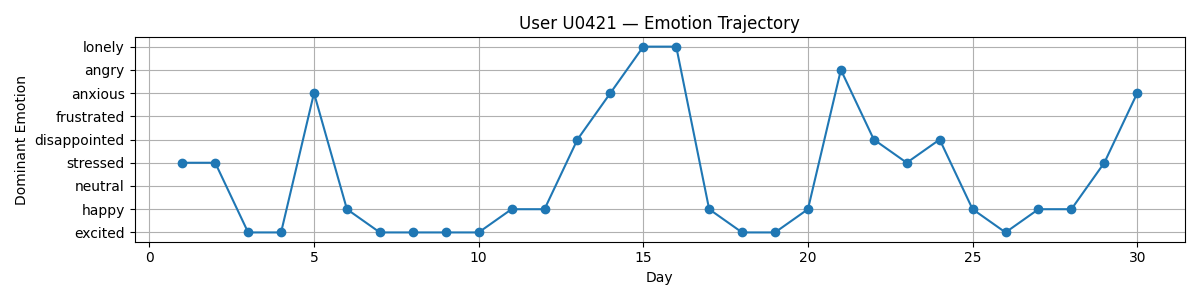 User U0421 — Emotion Trajectory
Dominant Emotion
lonely
angry
anxious
frustrated
disappointed
stressed
neutral
happy
excited
0 5 10 15 20 25 30
Day